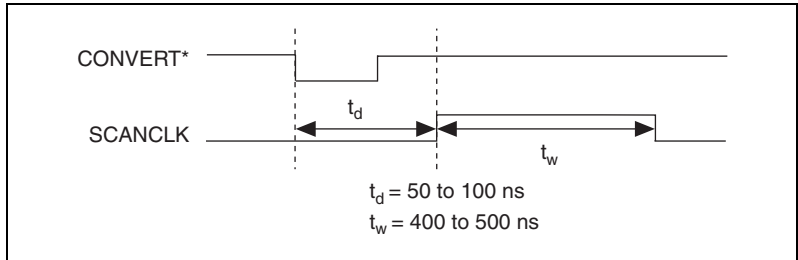 CONVERT*
t_d
SCANCLK
t_w
t_d = 50 to 100 ns
t_w = 400 to 500 ns